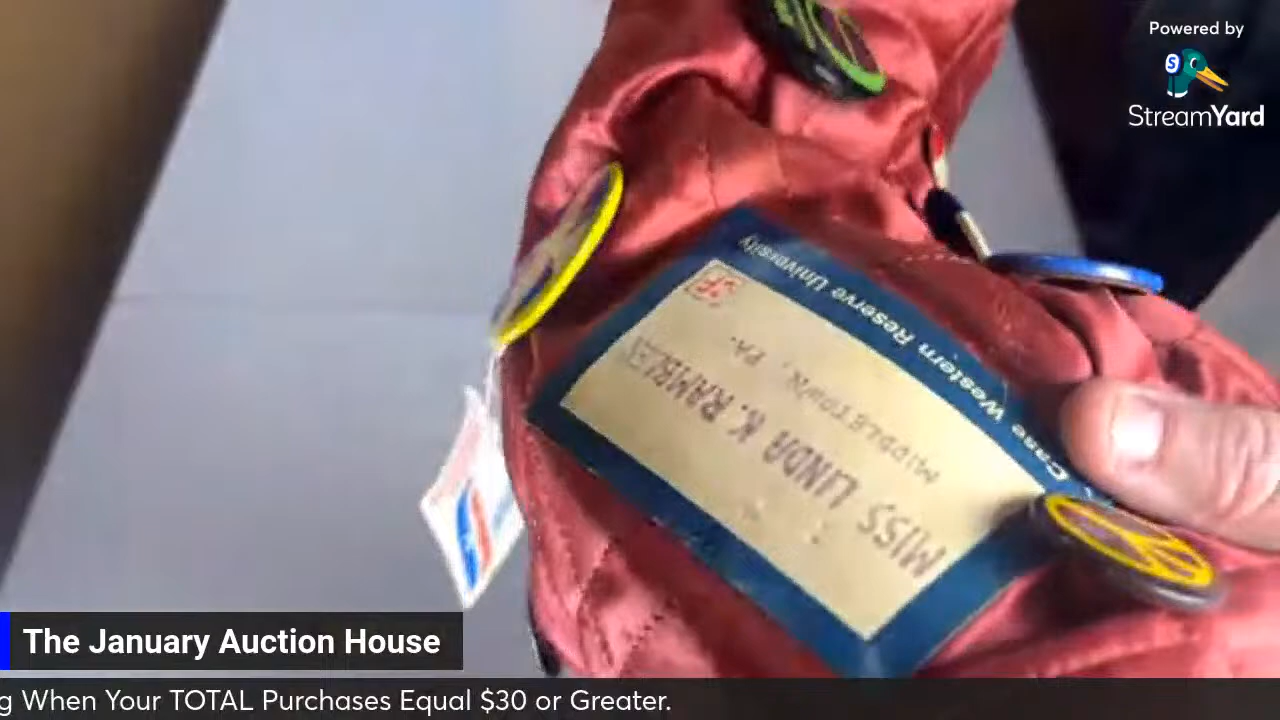 Powered by
StreamYard
Case Western Reserve University
MISS LINDA K. RAMBLER
MIDDLETOWN, PA.
The January Auction House
g When Your TOTAL Purchases Equal $30 or Greater.